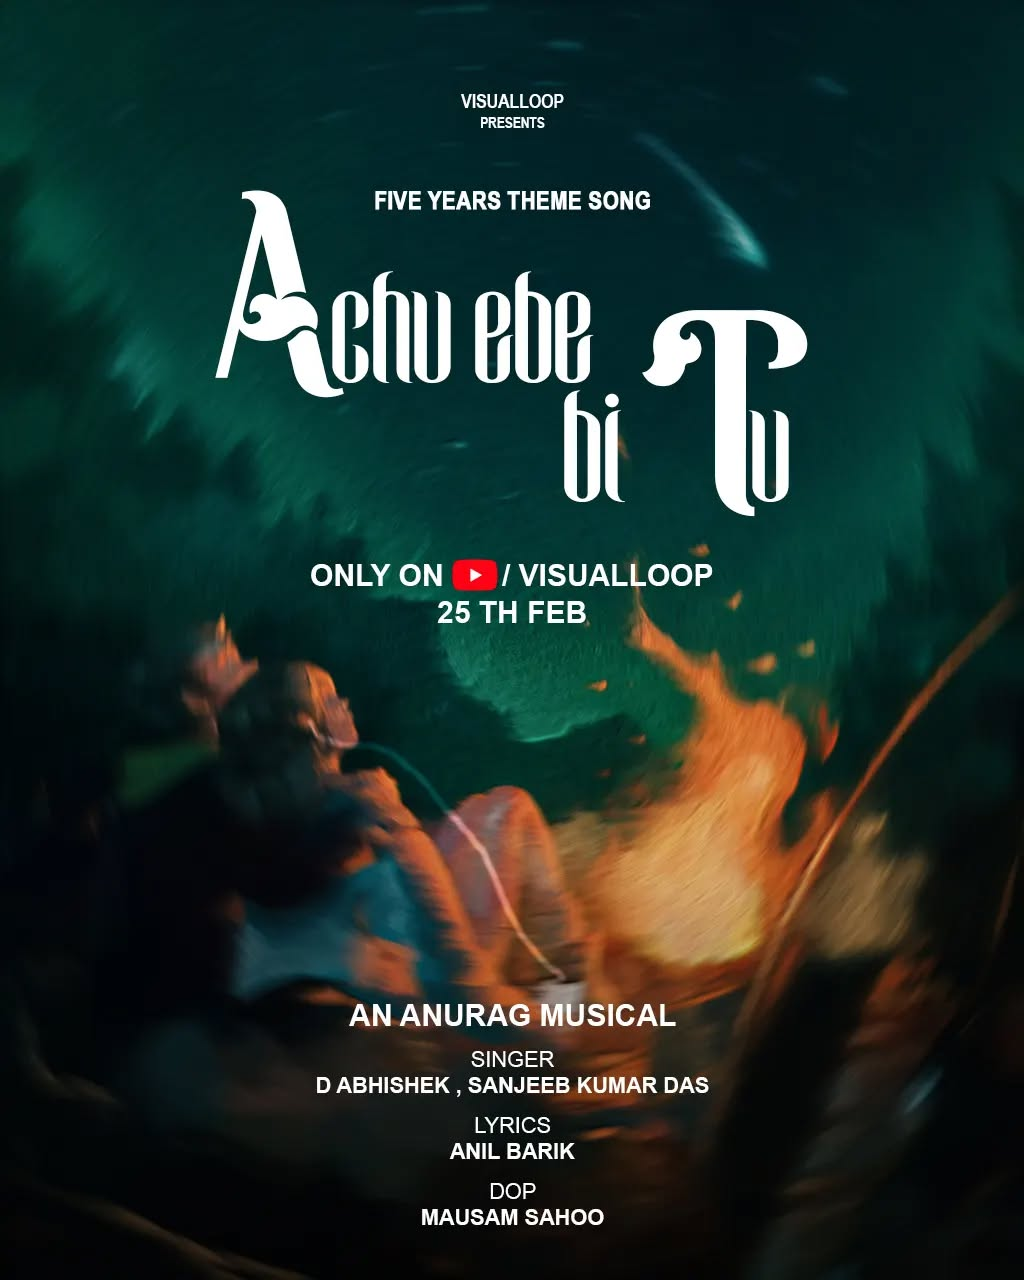 VISUALLOOP
PRESENTS
FIVE YEARS THEME SONG
Achu ebe
bi Tu
ONLY ON / VISUALLOOP
25 TH FEB
AN ANURAG MUSICAL
SINGER
D ABHISHEK , SANJEEB KUMAR DAS
LYRICS
ANIL BARIK
DOP
MAUSAM SAHOO